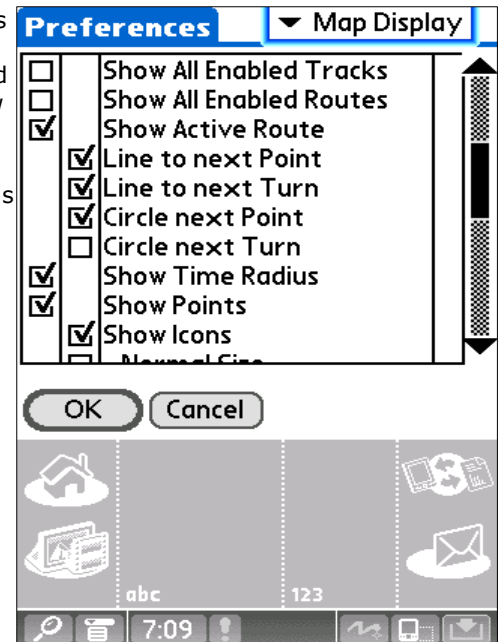 s
Preferences
Map Display
d
Show All Enabled Tracks
Show All Enabled Routes
Show Active Route
Line to next Point
Line to next Turn
s
Circle next Point
Circle next Turn
Show Time Radius
Show Points
Show Icons
Normal Size
OK
Cancel
abc
123
7:09